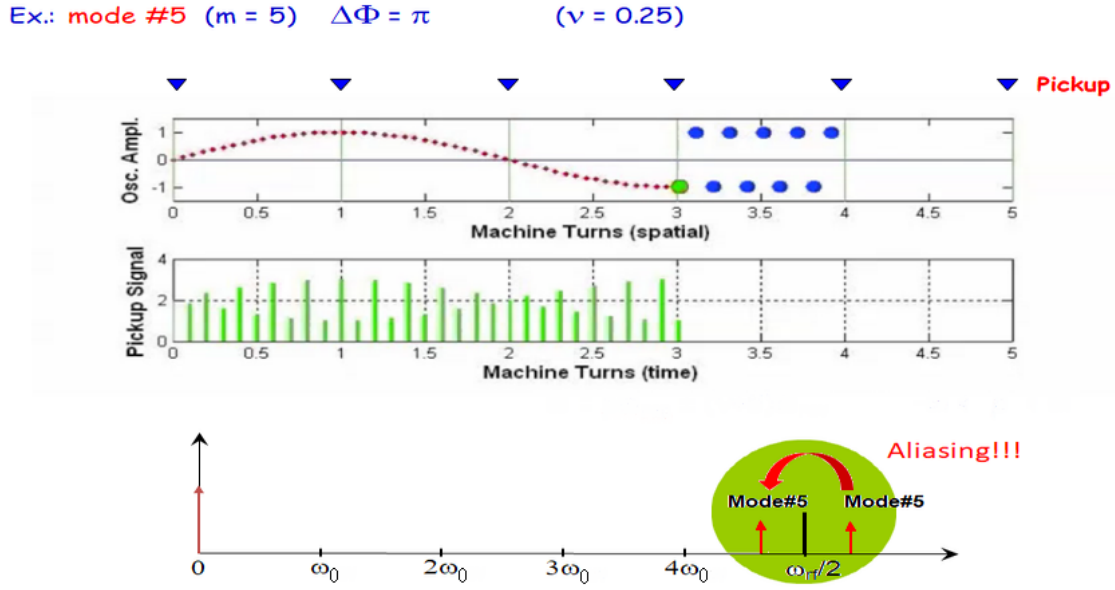 Ex.: mode #5 (m = 5) ΔΦ = π (ν = 0.25)
Pickup
Osc. Ampl.
1
0
-1
0 0.5 1 1.5 2 2.5 3 3.5 4 4.5 5
Machine Turns (spatial)
Pickup Signal
4
2
0
0 0.5 1 1.5 2 2.5 3 3.5 4 4.5 5
Machine Turns (time)
Aliasing!!!
Mode#5 Mode#5
0 ω0 2ω0 3ω0 4ω0 ωrf/2